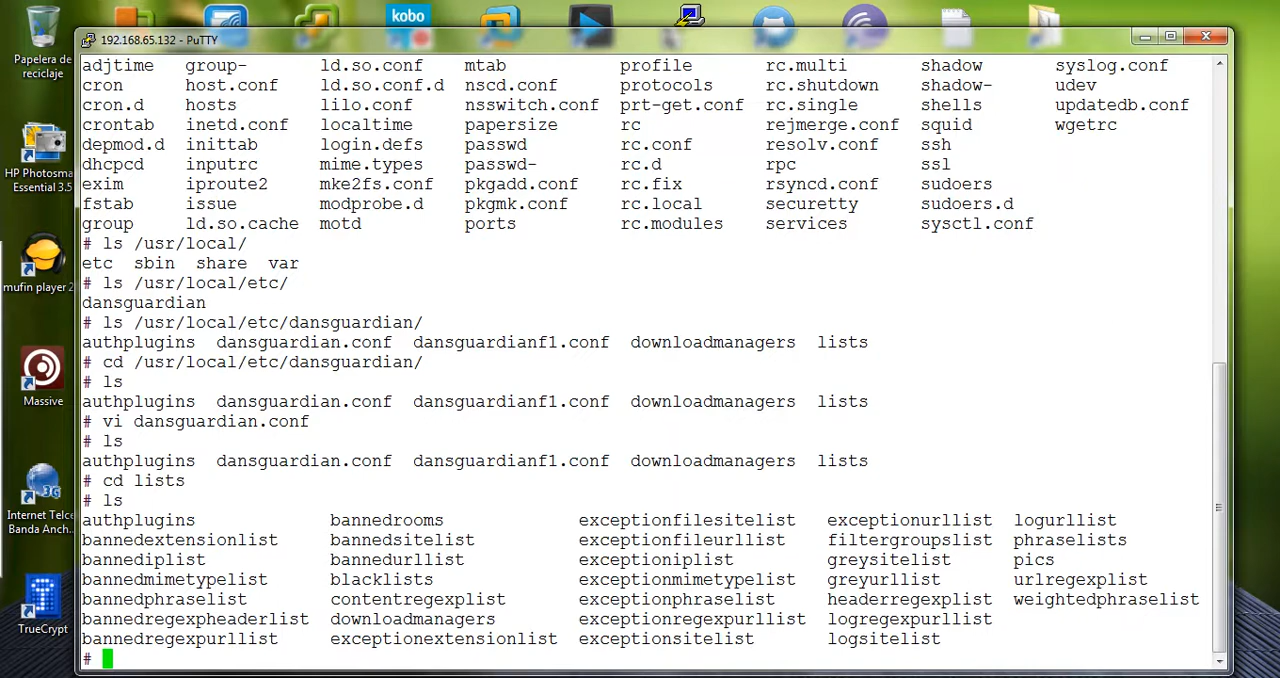 kobo
Papelera de
reciclaje
HP Photosma
Essential 3.5
mufin player 2
Massive
Internet Telce
Banda Anch...
TrueCrypt
192.168.65.132 - PuTTY
adjtime group- ld.so.conf mtab profile rc.multi shadow syslog.conf
cron host.conf ld.so.conf.d nscd.conf protocols rc.shutdown shadow- udev
cron.d hosts lilo.conf nsswitch.conf prt-get.conf rc.single shells updatedb.conf
crontab inetd.conf localtime papersize rc rejmerge.conf squid wgetrc
depmod.d inittab login.defs passwd rc.conf resolv.conf ssh
dhcpcd inputrc mime.types passwd- rc.d rpc ssl
exim iproute2 mke2fs.conf pkgadd.conf rc.fix rsyncd.conf sudoers
fstab issue modprobe.d pkgmk.conf rc.local securetty sudoers.d
group ld.so.cache motd ports rc.modules services sysctl.conf
# ls /usr/local/
etc sbin share var
# ls /usr/local/etc/
dansguardian
# ls /usr/local/etc/dansguardian/
authplugins dansguardian.conf dansguardianf1.conf downloadmanagers lists
# cd /usr/local/etc/dansguardian/
# ls
authplugins dansguardian.conf dansguardianf1.conf downloadmanagers lists
# vi dansguardian.conf
# ls
authplugins dansguardian.conf dansguardianf1.conf downloadmanagers lists
# cd lists
# ls
authplugins bannedrooms exceptionfilesitelist exceptionurllist logurllist
bannedextensionlist bannedsitelist exceptionfileurllist filtergroupslist phraselists
bannediplist bannedurllist exceptioniplist greysitelist pics
bannedmimetypelist blacklists exceptionmimetypelist greyurllist urlregexplist
bannedphraselist contentregexplist exceptionphraselist headerregexplist weightedphraselist
bannedregexpheaderlist downloadmanagers exceptionregexpurllist logregexpurllist
bannedregexpurllist exceptionextensionlist exceptionsitelist logsitelist
#